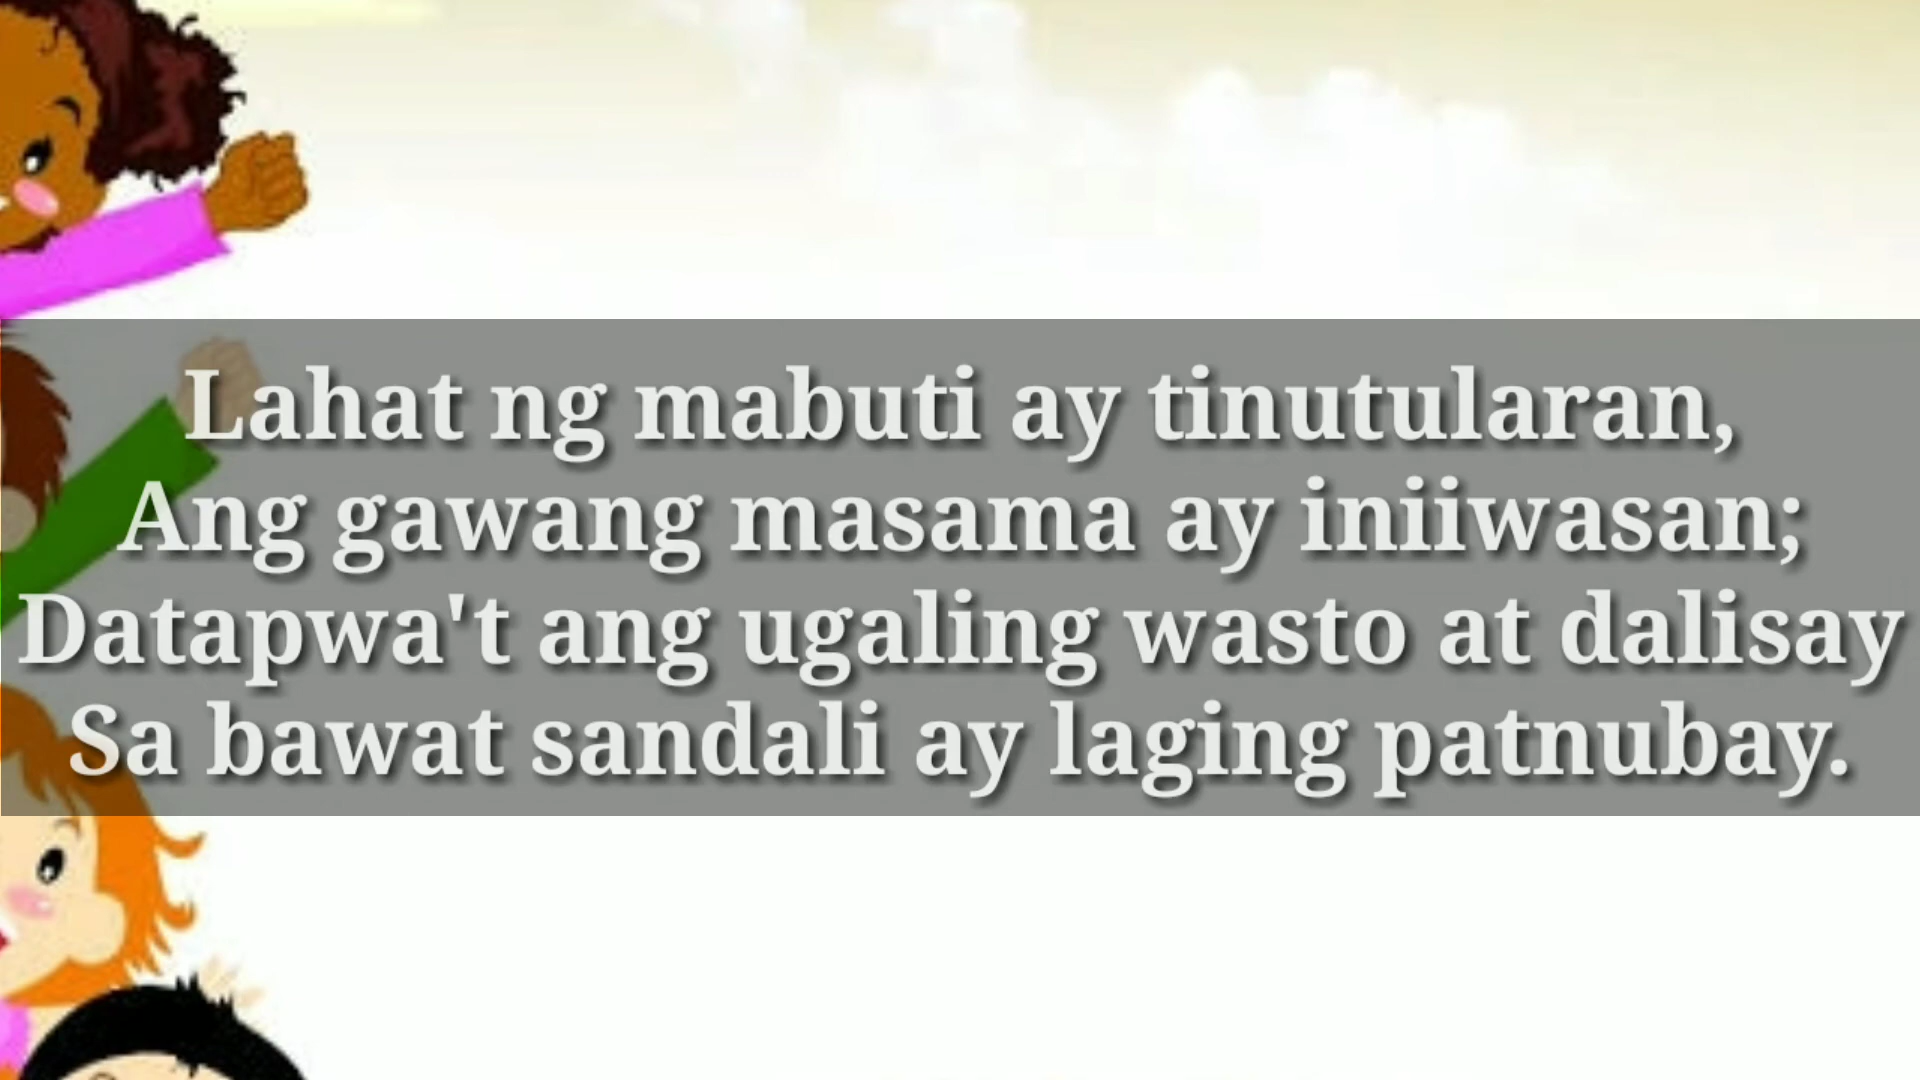 Lahat ng mabuti ay tinutularan,
Ang gawang masama ay iniiwasan;
Datapwa't ang ugaling wasto at dalisay
Sa bawat sandali ay laging patnubay.